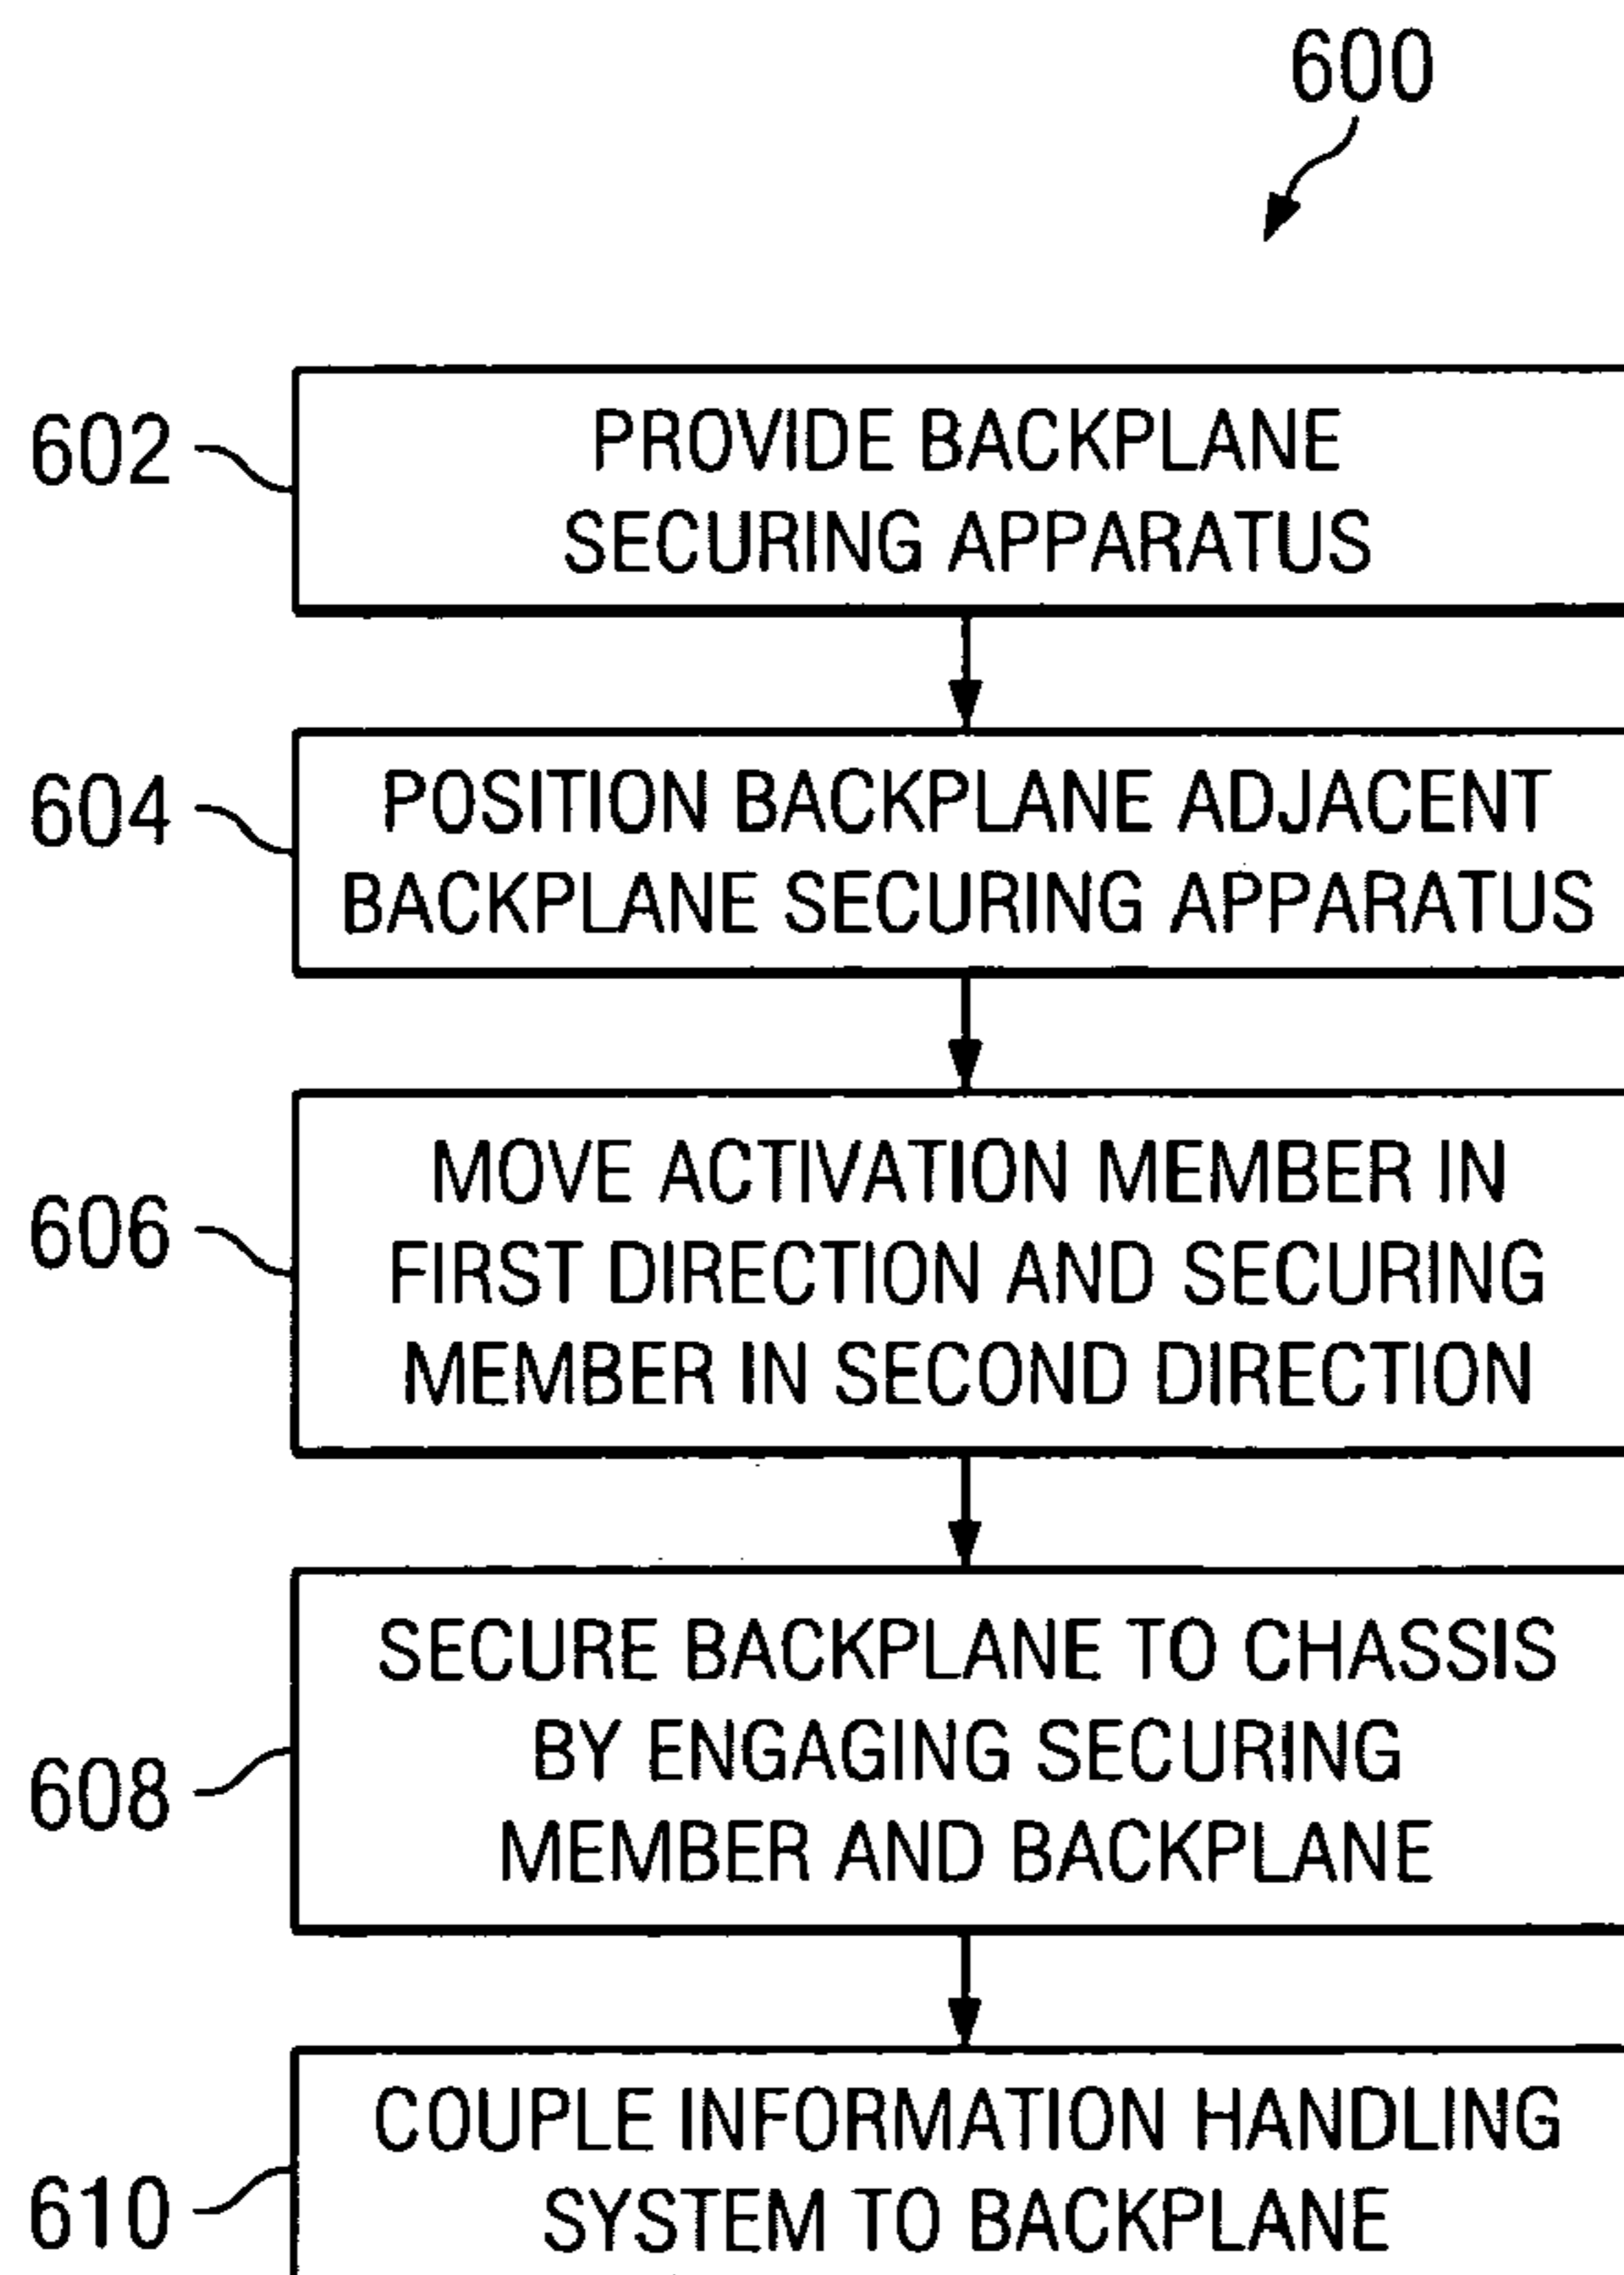 600
602
PROVIDE BACKPLANE
SECURING APPARATUS
604
POSITION BACKPLANE ADJACENT
BACKPLANE SECURING APPARATUS
606
MOVE ACTIVATION MEMBER IN
FIRST DIRECTION AND SECURING
MEMBER IN SECOND DIRECTION
608
SECURE BACKPLANE TO CHASSIS
BY ENGAGING SECURING
MEMBER AND BACKPLANE
610
COUPLE INFORMATION HANDLING
SYSTEM TO BACKPLANE